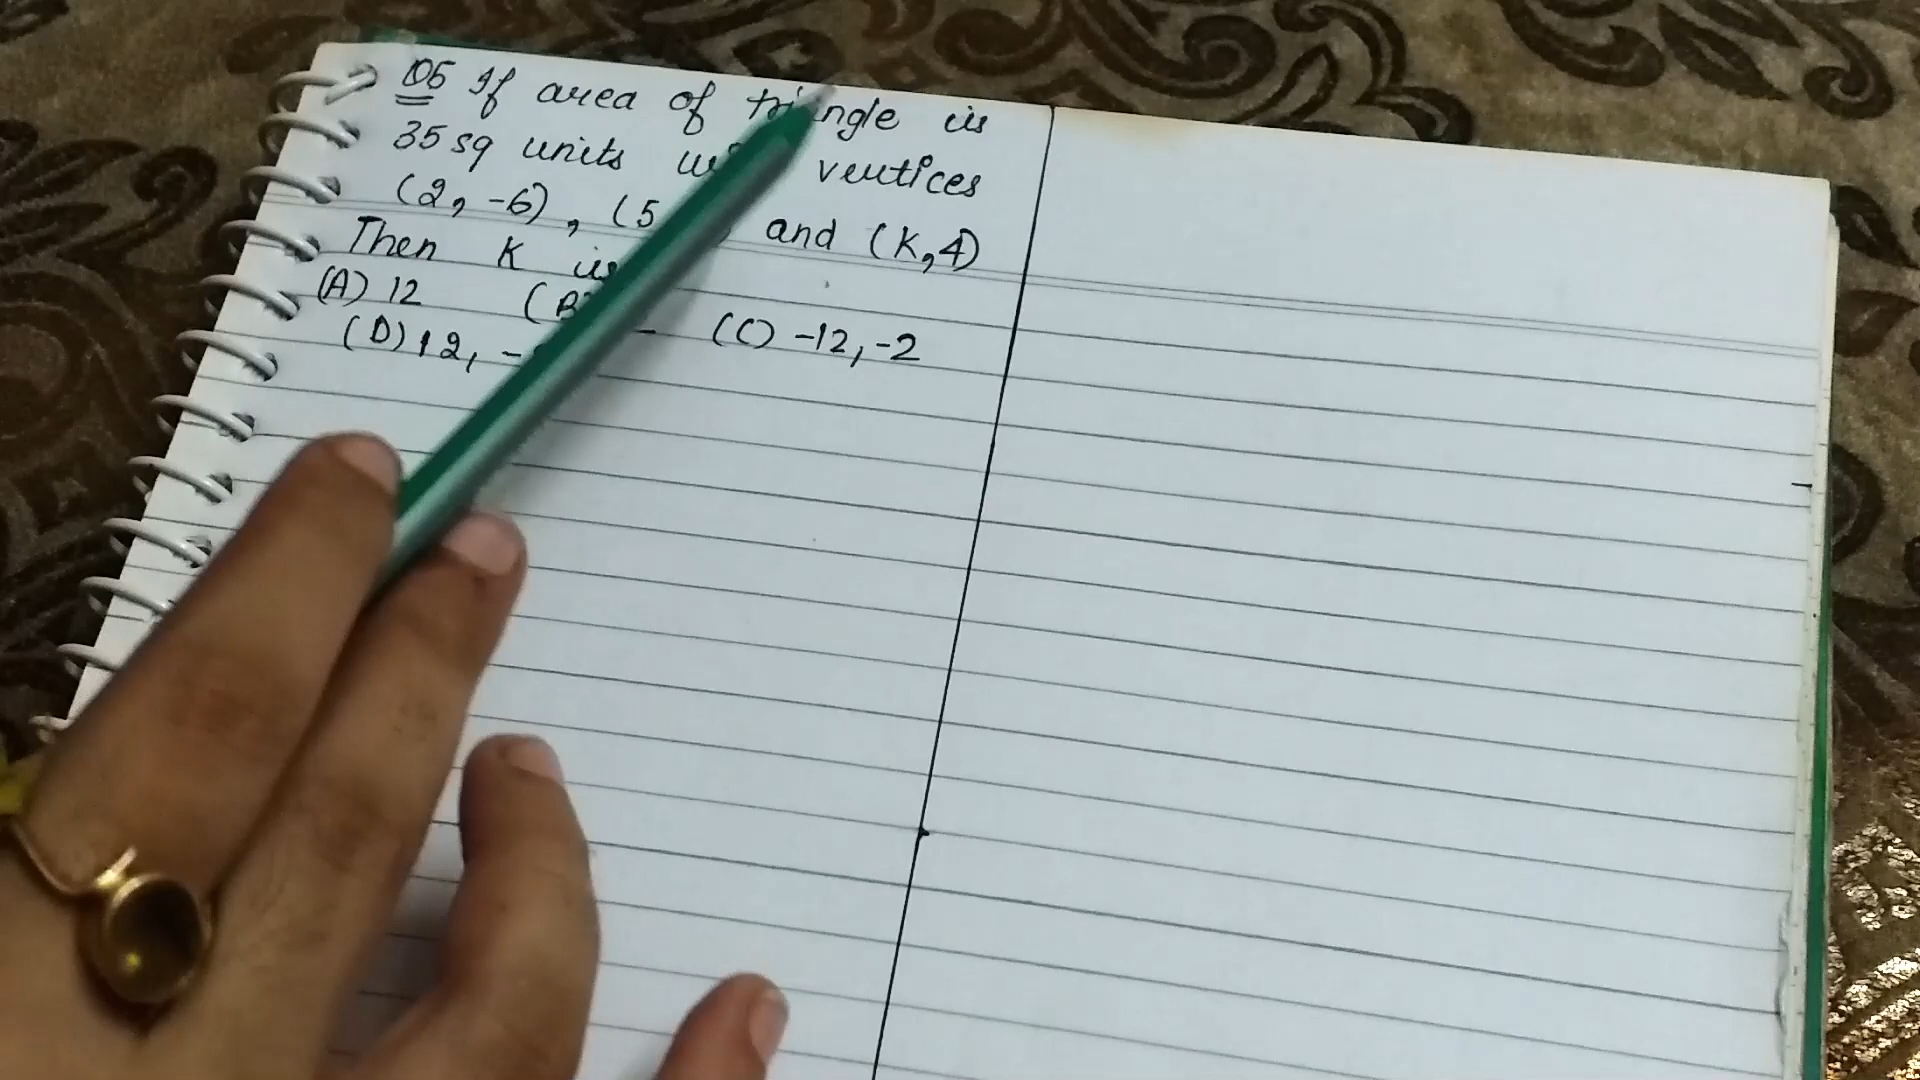 Q5 If area of triangle is
35 sq units vertices
(2, -6), (5 and (K, 4)
Then K is
(A) 12 (B) (C) -12, -2
(D) 12, -